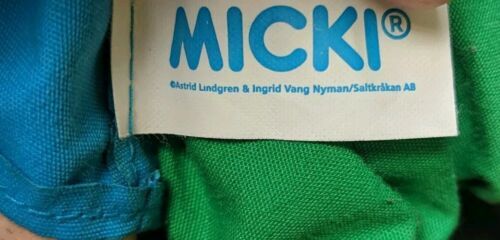 MICKI®
©Astrid Lindgren & Ingrid Vang Nyman/Saltkråkan AB